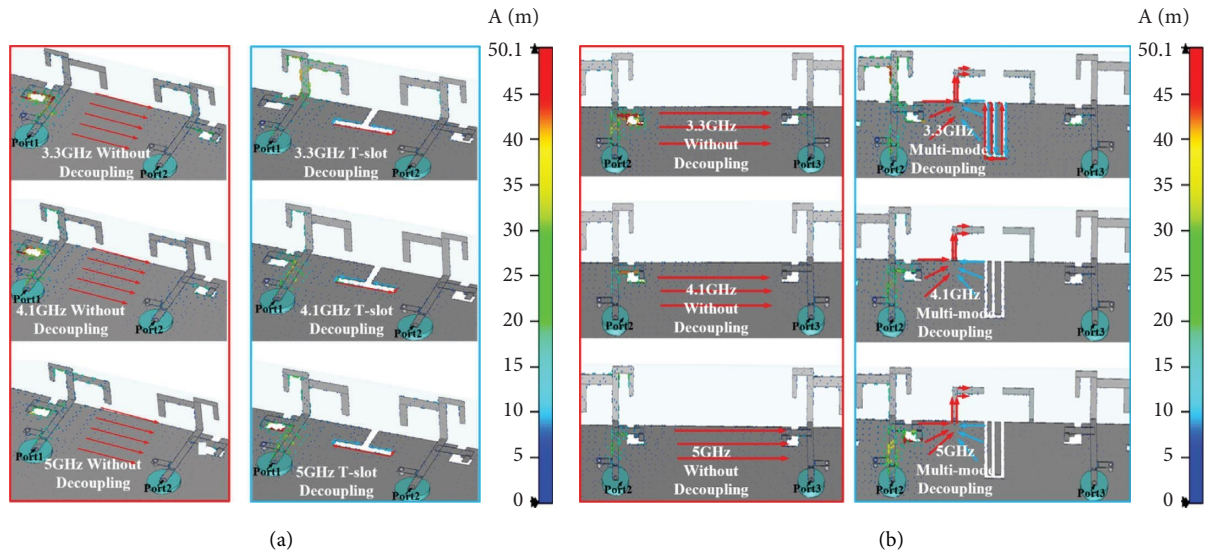 A (m)
50.1
45
40
35
30
25
20
15
10
5
0
Port1
3.3GHz Without
Decoupling
Port2
Port1
4.1GHz Without
Decoupling
Port2
Port1
5GHz Without
Decoupling
Port2
Port1
3.3GHz T-slot
Decoupling
Port2
Port1
4.1GHz T-slot
Decoupling
Port2
Port1
5GHz T-slot
Decoupling
Port2
(a)
A (m)
50.1
45
40
35
30
25
20
15
10
5
0
3.3GHz
Without
Decoupling
Port2
Port3
4.1GHz
Without
Decoupling
Port2
Port3
5GHz
Without
Decoupling
Port2
Port3
3.3GHz
Multi-mode
Decoupling
Port2
Port3
4.1GHz
Multi-mode
Decoupling
Port2
Port3
5GHz
Multi-mode
Decoupling
Port2
Port3
(b)